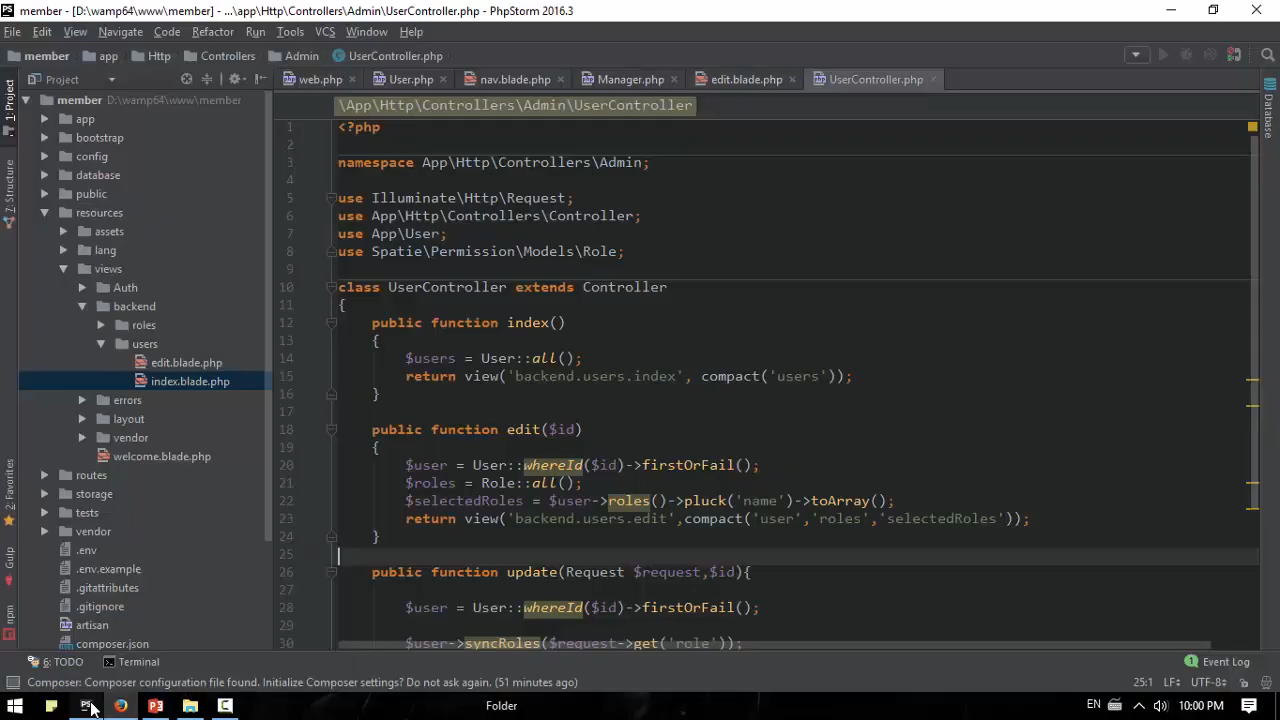 member - [D:\wamp64\www\member] - ...\app\Http\Controllers\Admin\UserController.php - PhpStorm 2016.3
File Edit View Navigate Code Refactor Run Tools VCS Window Help
member app Http Controllers Admin UserController.php
Project web.php User.php nav.blade.php Manager.php edit.blade.php UserController.php
1: Project
7: Structure
2: Favorites
Gulp
npm
Database
member D:\wamp64\www\member
app
bootstrap
config
database
public
resources
assets
lang
views
Auth
backend
roles
users
edit.blade.php
index.blade.php
errors
layout
vendor
welcome.blade.php
routes
storage
tests
vendor
.env
.env.example
.gitattributes
.gitignore
artisan
composer.json
\App\Http\Controllers\Admin\UserController
1 <?php
2
3 namespace App\Http\Controllers\Admin;
4
5 use Illuminate\Http\Request;
6 use App\Http\Controllers\Controller;
7 use App\User;
8 use Spatie\Permission\Models\Role;
9
10 class UserController extends Controller
11 {
12 public function index()
13 {
14 $users = User::all();
15 return view('backend.users.index', compact('users'));
16 }
17
18 public function edit($id)
19 {
20 $user = User::whereId($id)->firstOrFail();
21 $roles = Role::all();
22 $selectedRoles = $user->roles()->pluck('name')->toArray();
23 return view('backend.users.edit',compact('user','roles','selectedRoles'));
24 }
25
26 public function update(Request $request,$id){
27
28 $user = User::whereId($id)->firstOrFail();
30 $user->syncRoles($request->get('role'));
6: TODO Terminal 1 Event Log
Composer: Composer configuration file found. Initialize Composer settings? Do not ask again. (51 minutes ago) 25:1 LF÷ UTF-8÷
PS Folder EN 10:00 PM